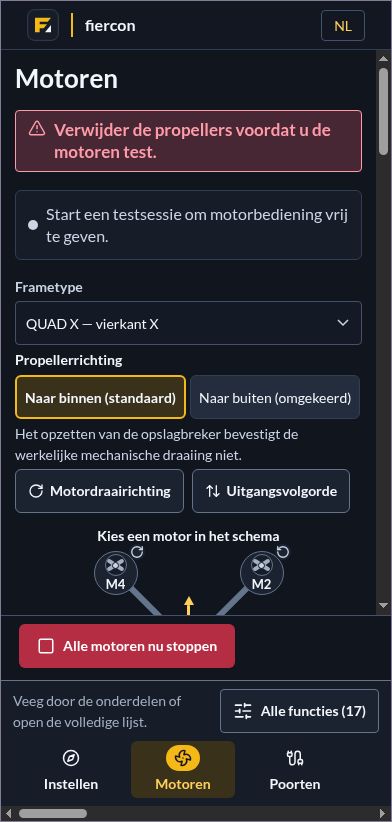 fiercon
NL
Motoren
Verwijder de propellers voordat u de
motoren test.
Start een testsessie om motorbediening vrij
te geven.
Frametype
QUAD X — vierkant X
Propellerrichting
Naar binnen (standaard)
Naar buiten (omgekeerd)
Het opzetten van de opslagbreker bevestigt de
werkelijke mechanische draaiing niet.
Motordraairichting
Uitgangsvolgorde
Kies een motor in het schema
M4
M2
Alle motoren nu stoppen
Veeg door de onderdelen of
open de volledige lijst.
Alle functies (17)
Instellen
Motoren
Poorten